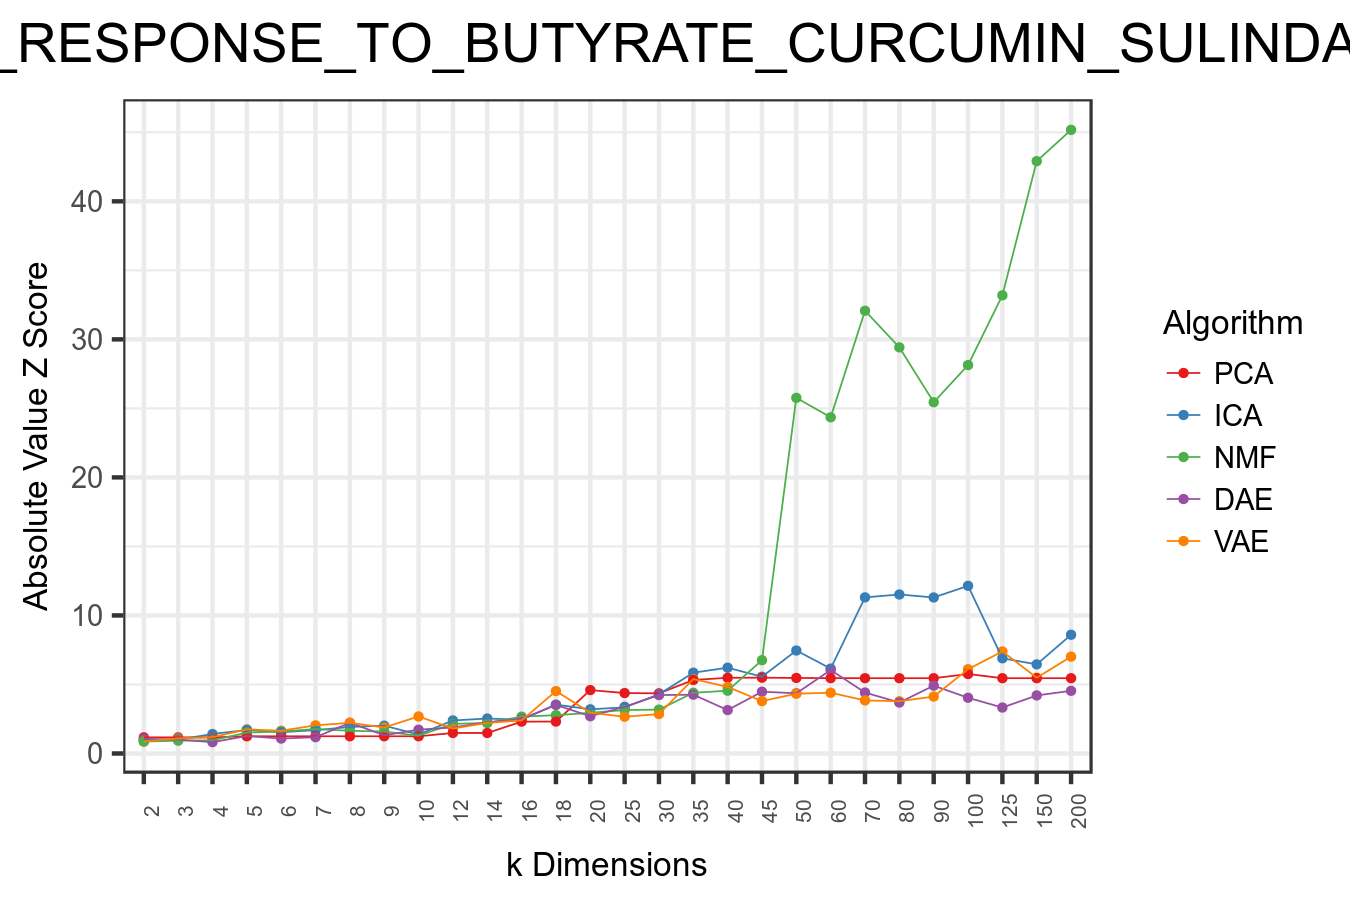 _RESPONSE_TO_BUTYRATE_CURCUMIN_SULINDA
Absolute Value Z Score
40
30
20
10
0
2 3 4 5 6 7 8 9 10 12 14 16 18 20 25 30 35 40 45 50 60 70 80 90 100 125 150 200
k Dimensions
Algorithm
PCA
ICA
NMF
DAE
VAE